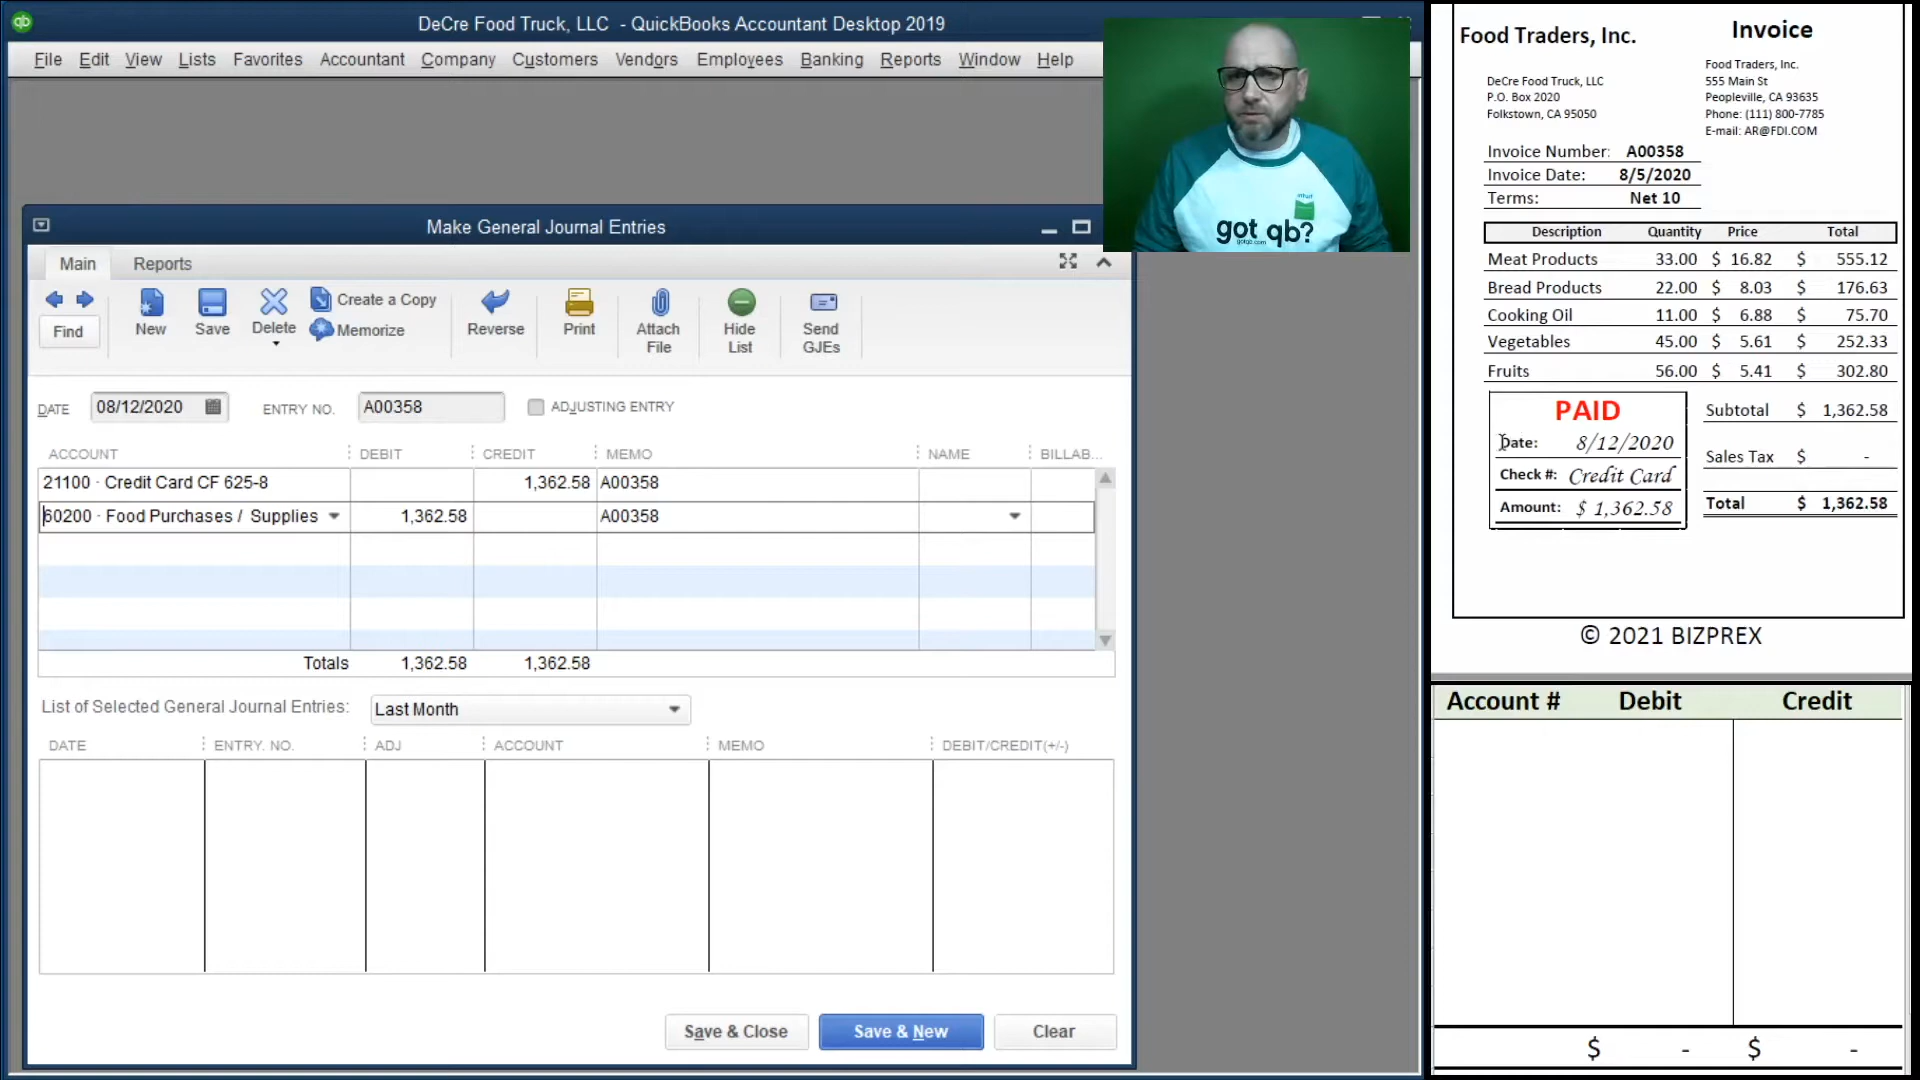 qb DeCre Food Truck, LLC - QuickBooks Accountant Desktop 2019
File Edit View Lists Favorites Accountant Company Customers Vendors Employees Banking Reports Window Help
got qb?
Make General Journal Entries
Main Reports
Find New Save Delete Create a Copy Memorize Reverse Print Attach File Hide List Send GJEs
DATE 08/12/2020 ENTRY NO. A00358 ADJUSTING ENTRY
ACCOUNT DEBIT CREDIT MEMO NAME BILLAB...
21100 · Credit Card CF 625-8 1,362.58 A00358
60200 · Food Purchases / Supplies 1,362.58 A00358
Totals 1,362.58 1,362.58
List of Selected General Journal Entries: Last Month
DATE ENTRY. NO. ADJ ACCOUNT MEMO DEBIT/CREDIT(+/-)
Save & Close Save & New Clear
Food Traders, Inc. Invoice
Food Traders, Inc.
555 Main St
Peopleville, CA 93635
Phone: (111) 800-7785
E-mail: AR@FDI.COM
DeCre Food Truck, LLC
P.O. Box 2020
Folkstown, CA 95050
Invoice Number: A00358
Invoice Date: 8/5/2020
Terms: Net 10
Description Quantity Price Total
Meat Products 33.00 $ 16.82 $ 555.12
Bread Products 22.00 $ 8.03 $ 176.63
Cooking Oil 11.00 $ 6.88 $ 75.70
Vegetables 45.00 $ 5.61 $ 252.33
Fruits 56.00 $ 5.41 $ 302.80
PAID
Date: 8/12/2020
Check #: Credit Card
Amount: $ 1,362.58
Subtotal $ 1,362.58
Sales Tax $ -
Total $ 1,362.58
© 2021 BIZPREX
Account # Debit Credit
$ - $ -